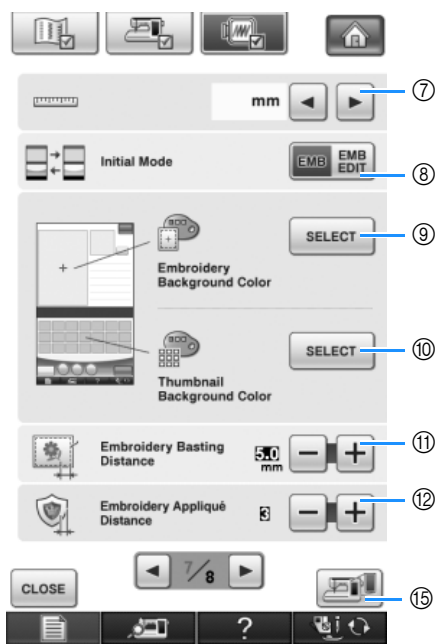 mm
⑦
Initial Mode
EMB
EMB
EDIT
⑧
SELECT
⑨
Embroidery
Background Color
SELECT
⑩
Thumbnail
Background Color
Embroidery Basting
Distance
5.0
mm
⑪
Embroidery Appliqué
Distance
3
⑫
7/8
CLOSE
⑮
?